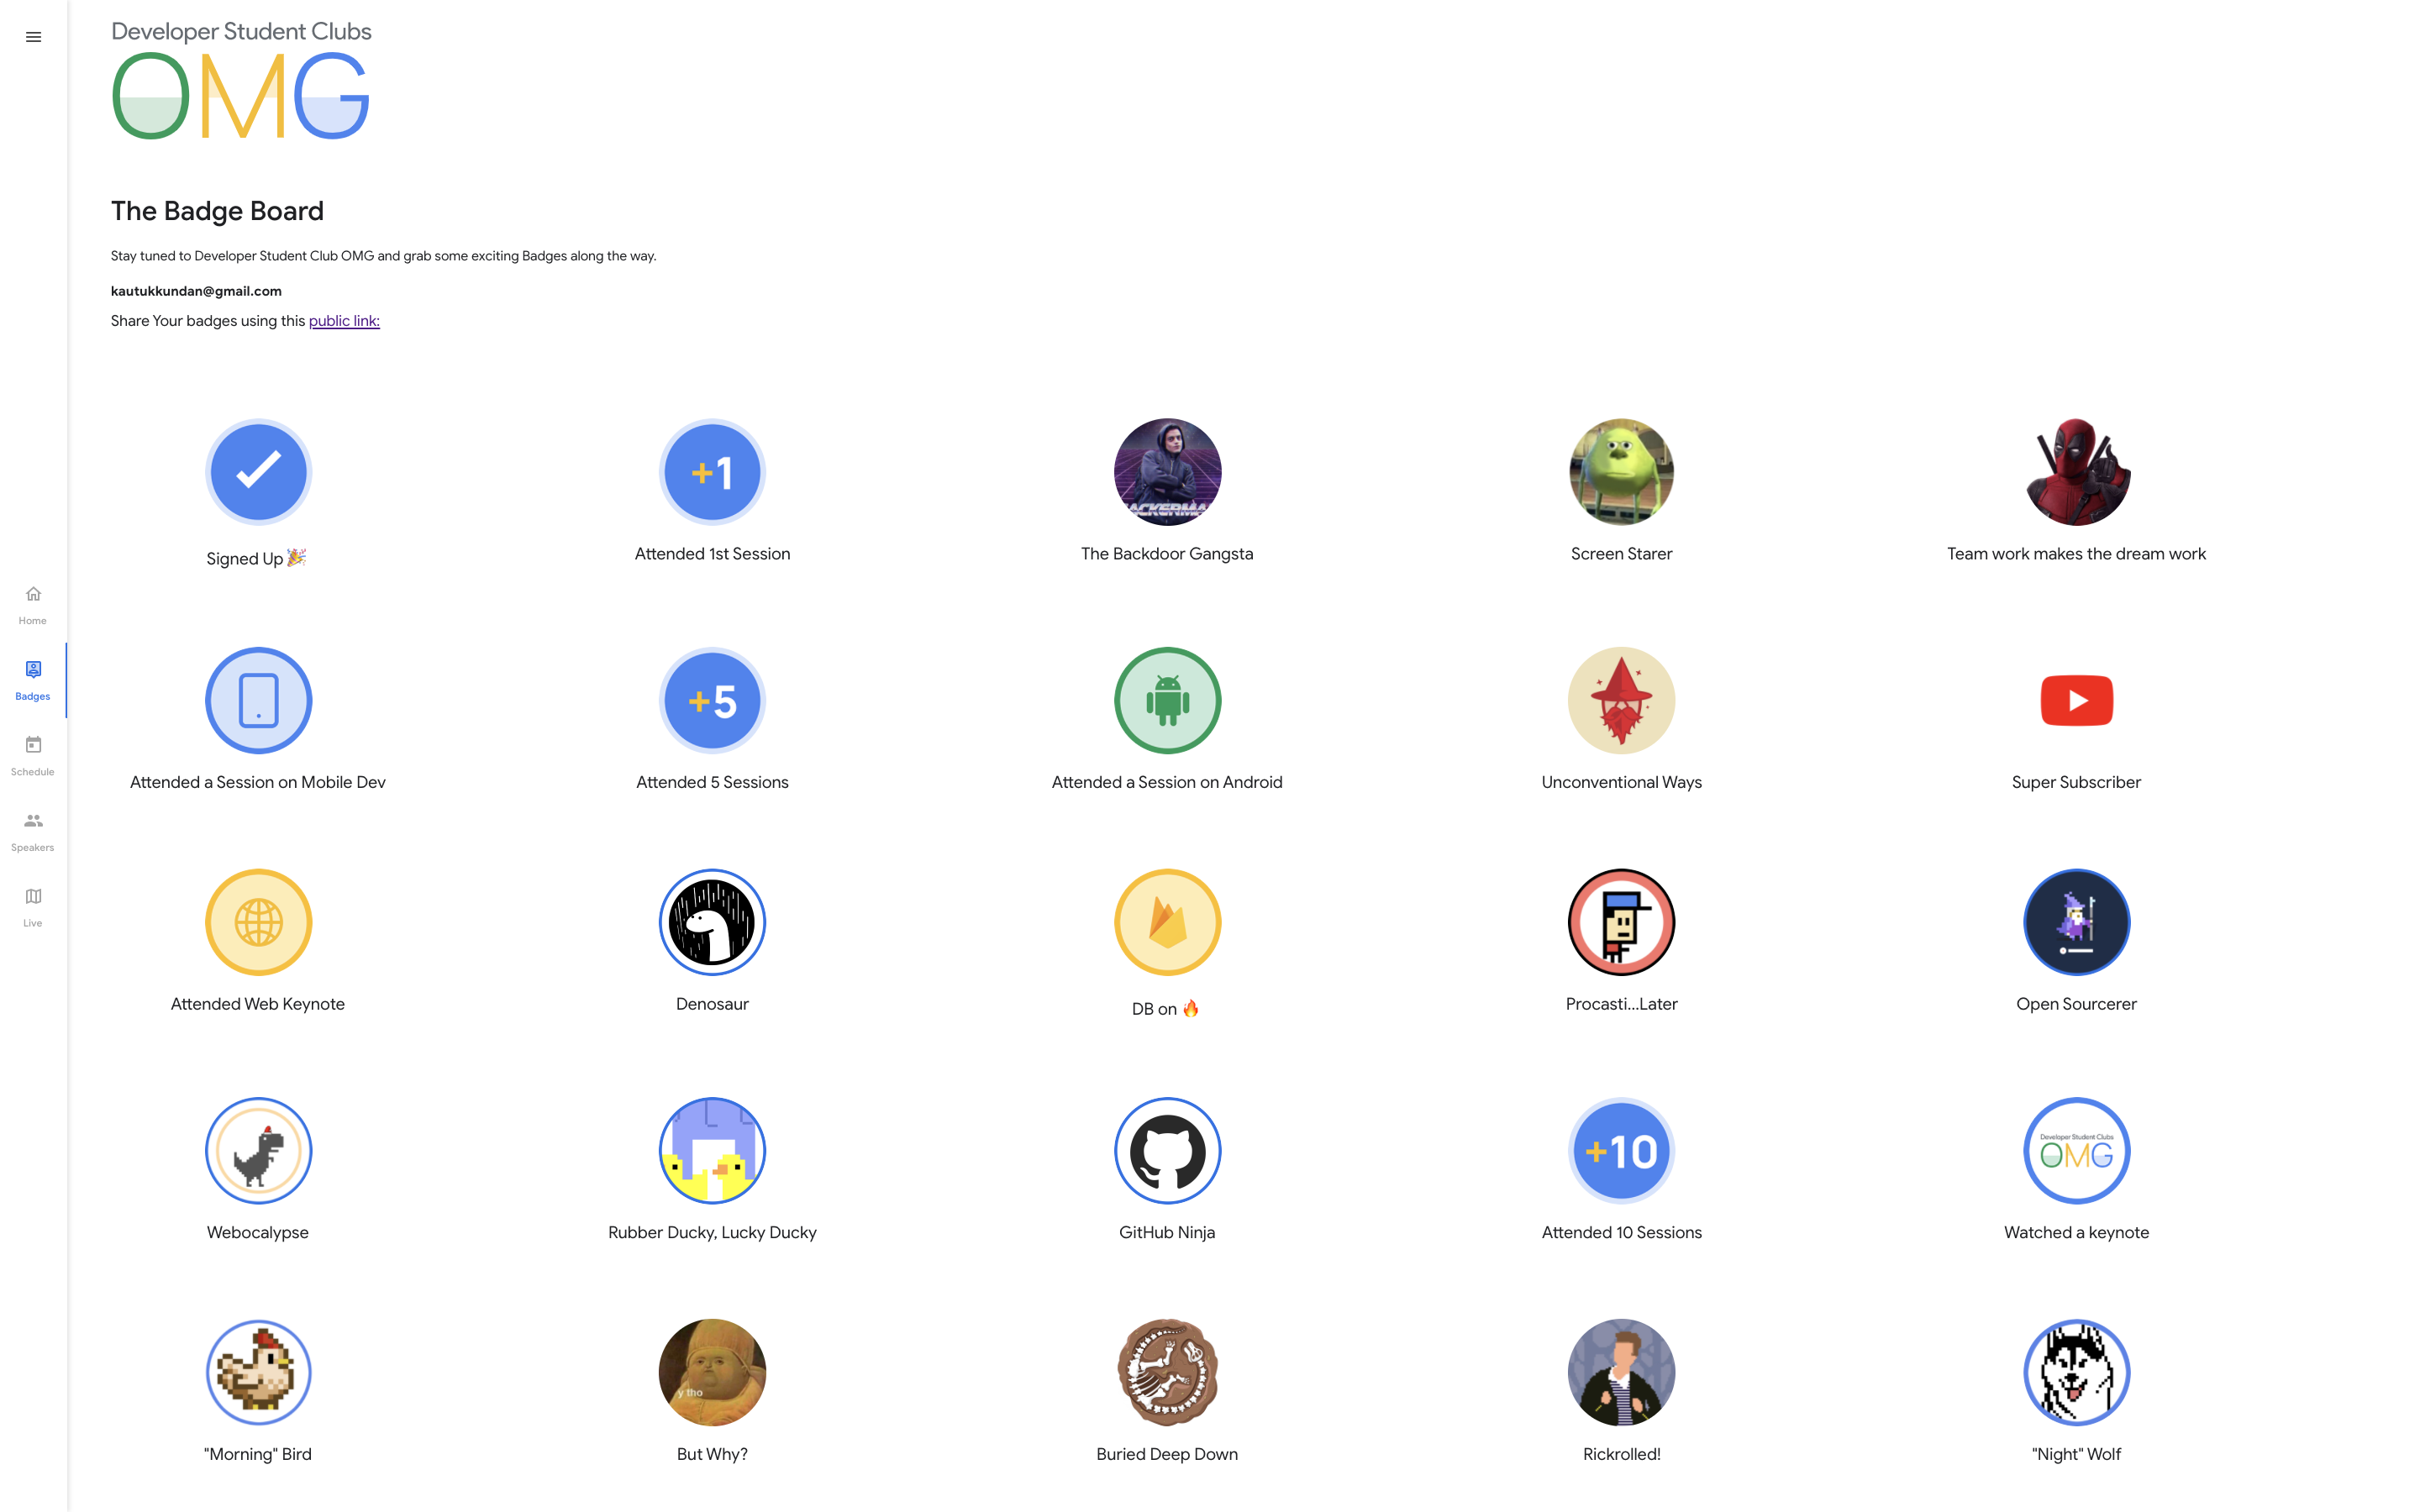 Developer Student Clubs
OMG
The Badge Board
Stay tuned to Developer Student Club OMG and grab some exciting Badges along the way.
kautukkundan@gmail.com
Share Your badges using this public link:
+1
ACKERMA
Signed Up 🎉
Attended 1st Session
The Backdoor Gangsta
Screen Starer
Team work makes the dream work
Home
Badges
Schedule
Speakers
Live
+5
Attended a Session on Mobile Dev
Attended 5 Sessions
Attended a Session on Android
Unconventional Ways
Super Subscriber
Attended Web Keynote
Denosaur
DB on 🔥
Procasti...Later
Open Sourcerer
+10
Developer Student Clubs
OMG
Webocalypse
Rubber Ducky, Lucky Ducky
GitHub Ninja
Attended 10 Sessions
Watched a keynote
y tho
"Morning" Bird
But Why?
Buried Deep Down
Rickrolled!
"Night" Wolf